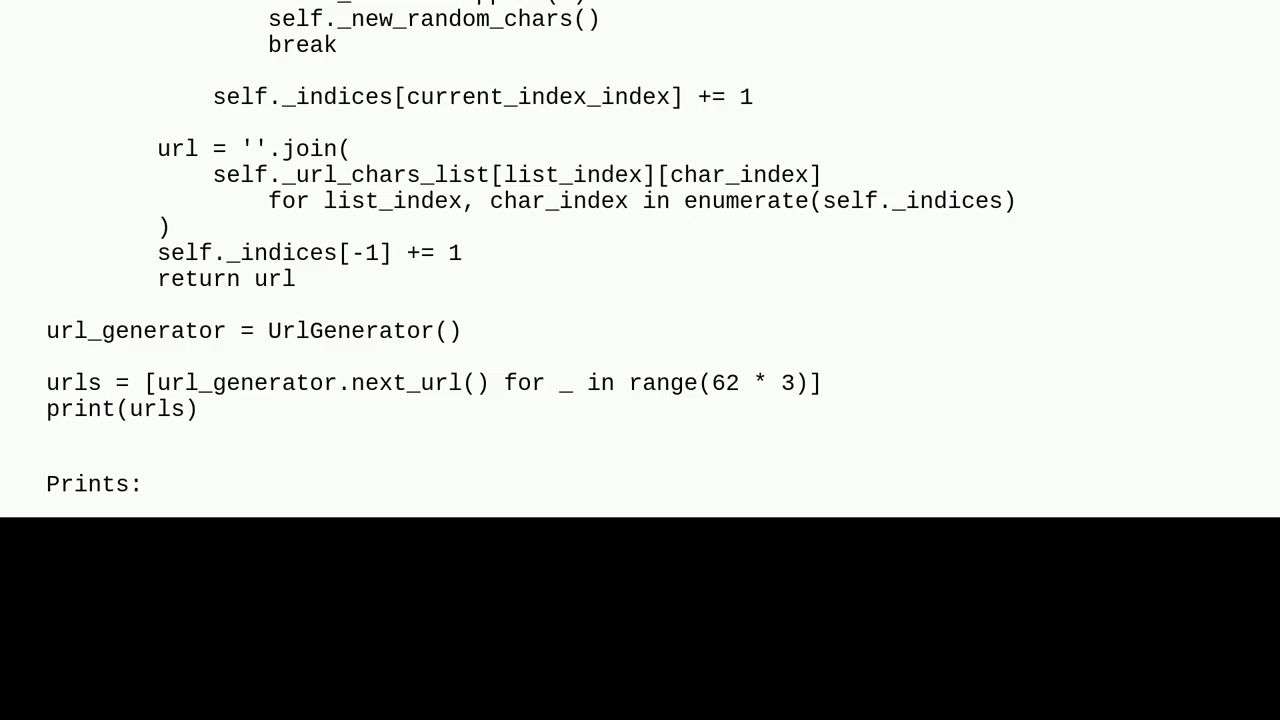 self._new_random_chars()
                break

            self._indices[current_index_index] += 1

        url = ''.join(
            self._url_chars_list[list_index][char_index]
                for list_index, char_index in enumerate(self._indices)
        )
        self._indices[-1] += 1
        return url

url_generator = UrlGenerator()

urls = [url_generator.next_url() for _ in range(62 * 3)]
print(urls)


Prints: